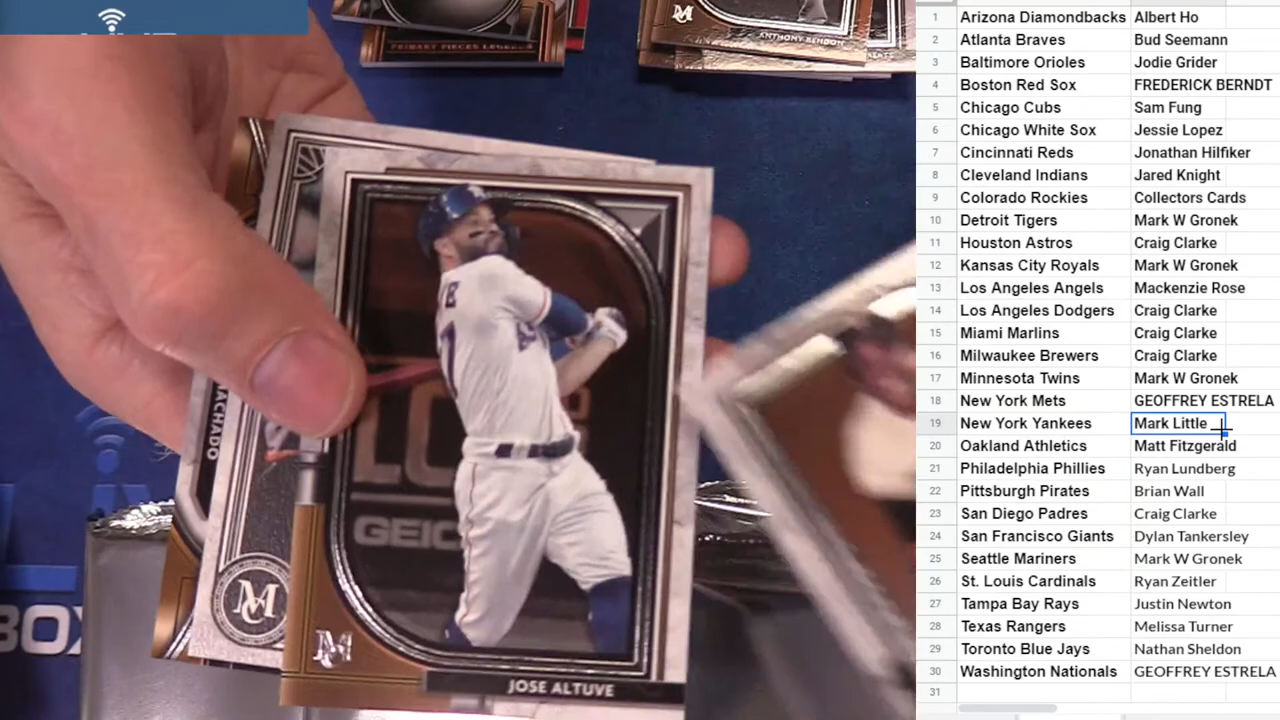 PRIMARY PIECES LEGENDS
ANTHONY RENDON
MACHADO
GEIC
JOSE ALTUVE
BOX
1 Arizona Diamondbacks Albert Ho
2 Atlanta Braves Bud Seemann
3 Baltimore Orioles Jodie Grider
4 Boston Red Sox FREDERICK BERNDT
5 Chicago Cubs Sam Fung
6 Chicago White Sox Jessie Lopez
7 Cincinnati Reds Jonathan Hilfiker
8 Cleveland Indians Jared Knight
9 Colorado Rockies Collectors Cards
10 Detroit Tigers Mark W Gronek
11 Houston Astros Craig Clarke
12 Kansas City Royals Mark W Gronek
13 Los Angeles Angels Mackenzie Rose
14 Los Angeles Dodgers Craig Clarke
15 Miami Marlins Craig Clarke
16 Milwaukee Brewers Craig Clarke
17 Minnesota Twins Mark W Gronek
18 New York Mets GEOFFREY ESTRELA
19 New York Yankees Mark Little
20 Oakland Athletics Matt Fitzgerald
21 Philadelphia Phillies Ryan Lundberg
22 Pittsburgh Pirates Brian Wall
23 San Diego Padres Craig Clarke
24 San Francisco Giants Dylan Tankersley
25 Seattle Mariners Mark W Gronek
26 St. Louis Cardinals Ryan Zeitler
27 Tampa Bay Rays Justin Newton
28 Texas Rangers Melissa Turner
29 Toronto Blue Jays Nathan Sheldon
30 Washington Nationals GEOFFREY ESTRELA
31